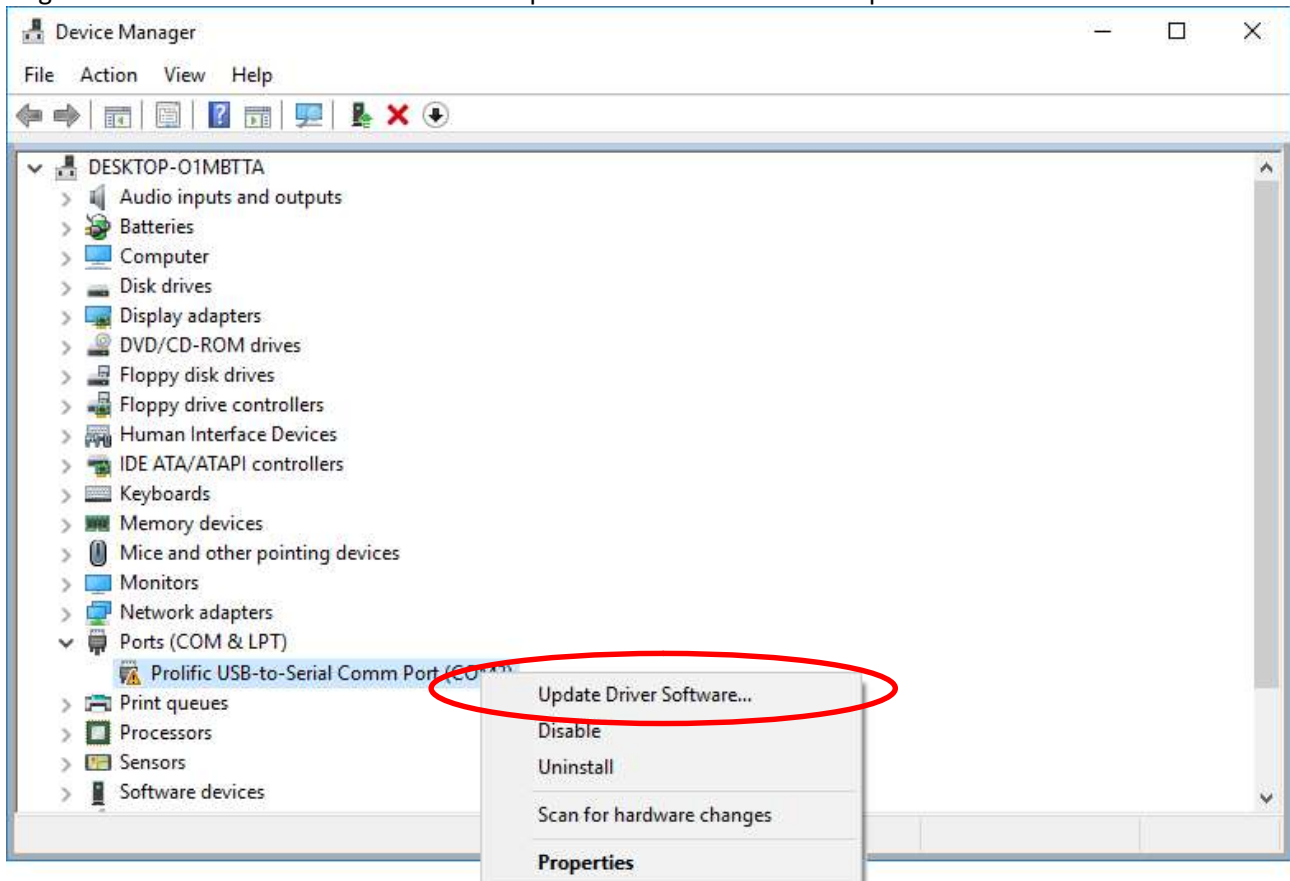 Device Manager
File Action View Help
DESKTOP-O1MBTTA
Audio inputs and outputs
Batteries
Computer
Disk drives
Display adapters
DVD/CD-ROM drives
Floppy disk drives
Floppy drive controllers
Human Interface Devices
IDE ATA/ATAPI controllers
Keyboards
Memory devices
Mice and other pointing devices
Monitors
Network adapters
Ports (COM & LPT)
Prolific USB-to-Serial Comm Port
Update Driver Software...
Print queues
Disable
Processors
Uninstall
Sensors
Software devices
Scan for hardware changes
Properties